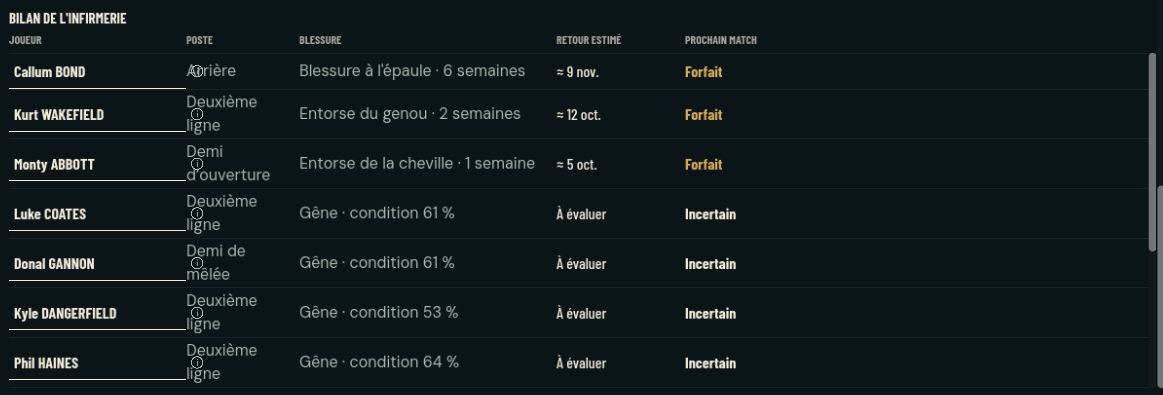 BILAN DE L'INFIRMERIE
JOUEUR POSTE BLESSURE RETOUR ESTIMÉ PROCHAIN MATCH
Callum BOND Arrière Blessure à l'épaule · 6 semaines ≈ 9 nov. Forfait
Kurt WAKEFIELD Deuxième ligne Entorse du genou · 2 semaines ≈ 12 oct. Forfait
Monty ABBOTT Demi d'ouverture Entorse de la cheville · 1 semaine ≈ 5 oct. Forfait
Luke COATES Deuxième ligne Gêne · condition 61 % À évaluer Incertain
Donal GANNON Demi de mêlée Gêne · condition 61 % À évaluer Incertain
Kyle DANGERFIELD Deuxième ligne Gêne · condition 53 % À évaluer Incertain
Phil HAINES Deuxième ligne Gêne · condition 64 % À évaluer Incertain